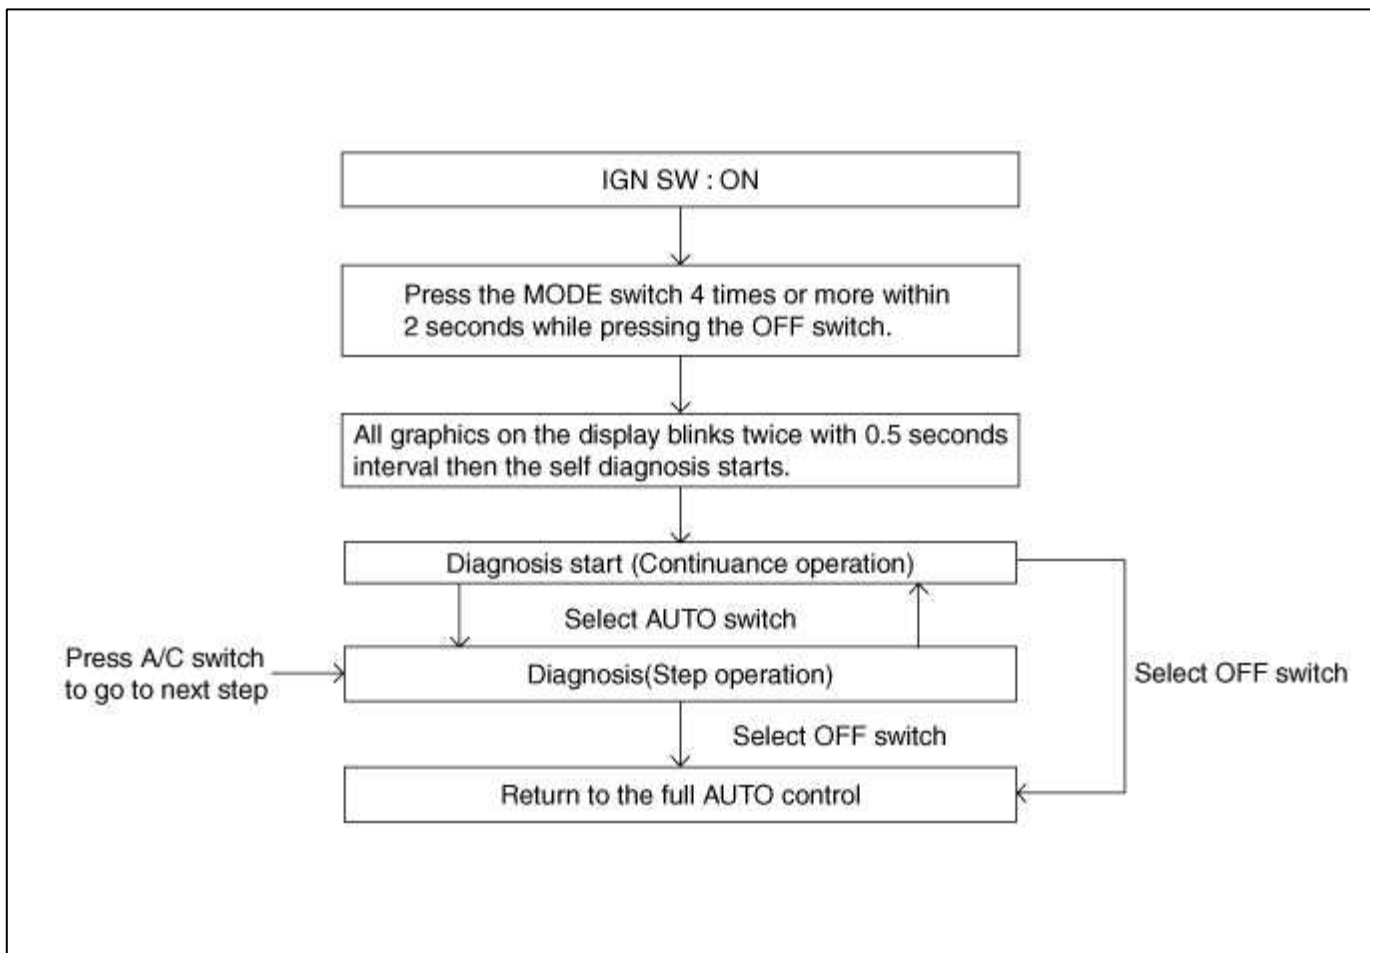 IGN SW : ON
Press the MODE switch 4 times or more within
2 seconds while pressing the OFF switch.
All graphics on the display blinks twice with 0.5 seconds
interval then the self diagnosis starts.
Diagnosis start (Continuance operation)
Select AUTO switch
Press A/C switch
to go to next step
Diagnosis(Step operation)
Select OFF switch
Select OFF switch
Return to the full AUTO control